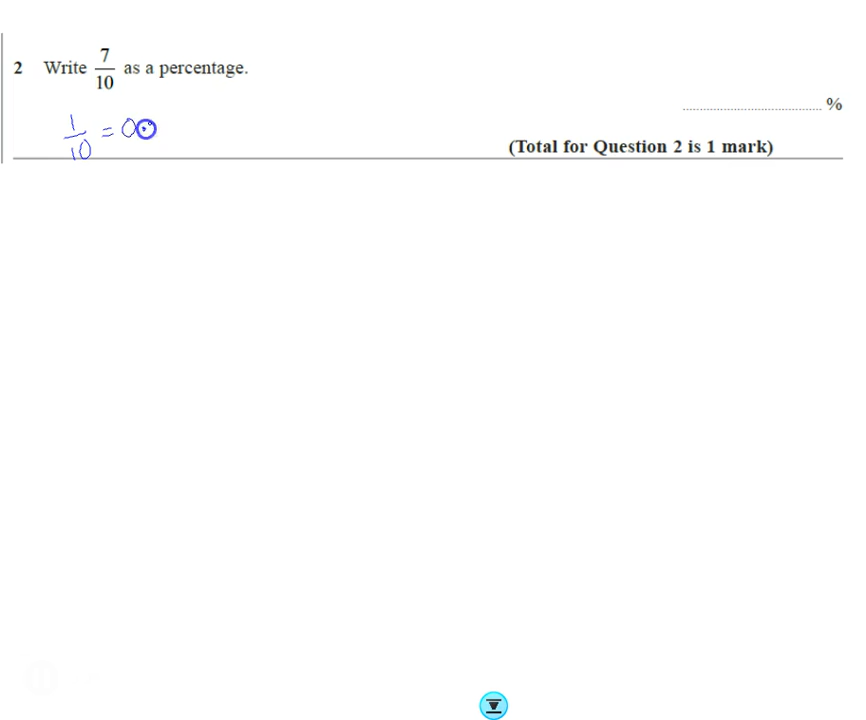 2 Write 7/10 as a percentage.
.......................................... %
1/10 = 0.
(Total for Question 2 is 1 mark)